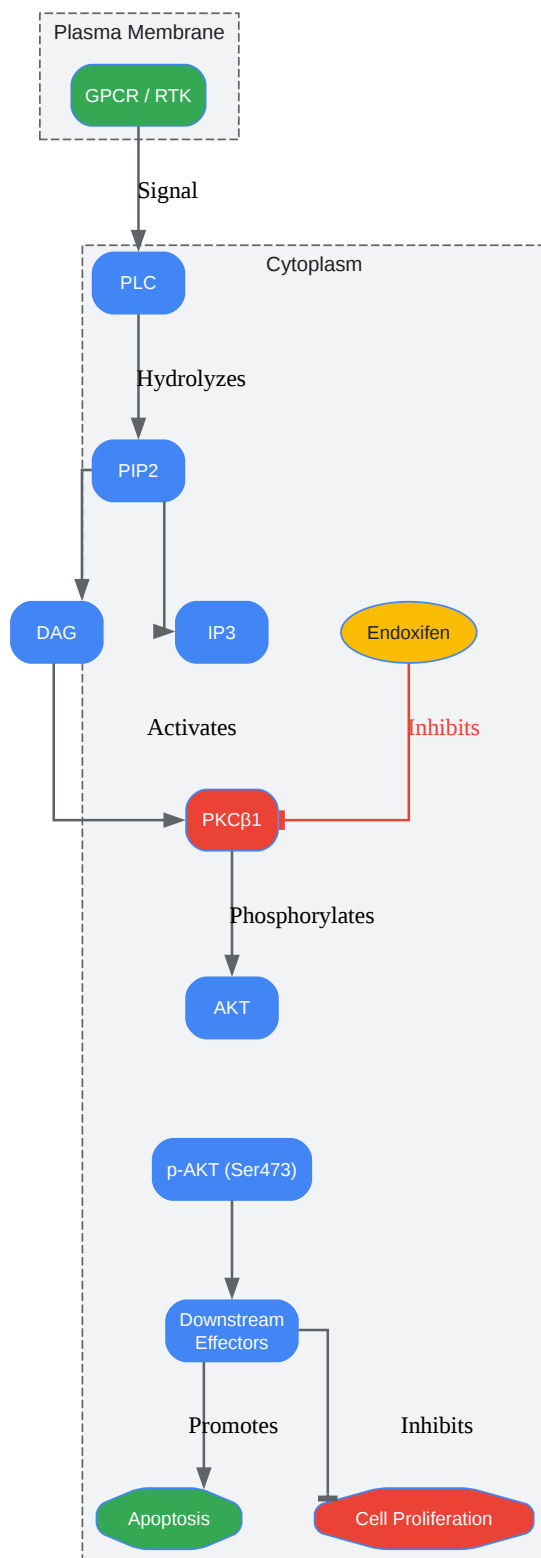 Plasma Membrane
GPCR / RTK
Signal
Cytoplasm
PLC
Hydrolyzes
PIP2
DAG
IP3
Endoxifen
Activates
Inhibits
PKCβ1
Phosphorylates
AKT
p-AKT (Ser473)
Downstream
Effectors
Promotes
Inhibits
Apoptosis
Cell Proliferation